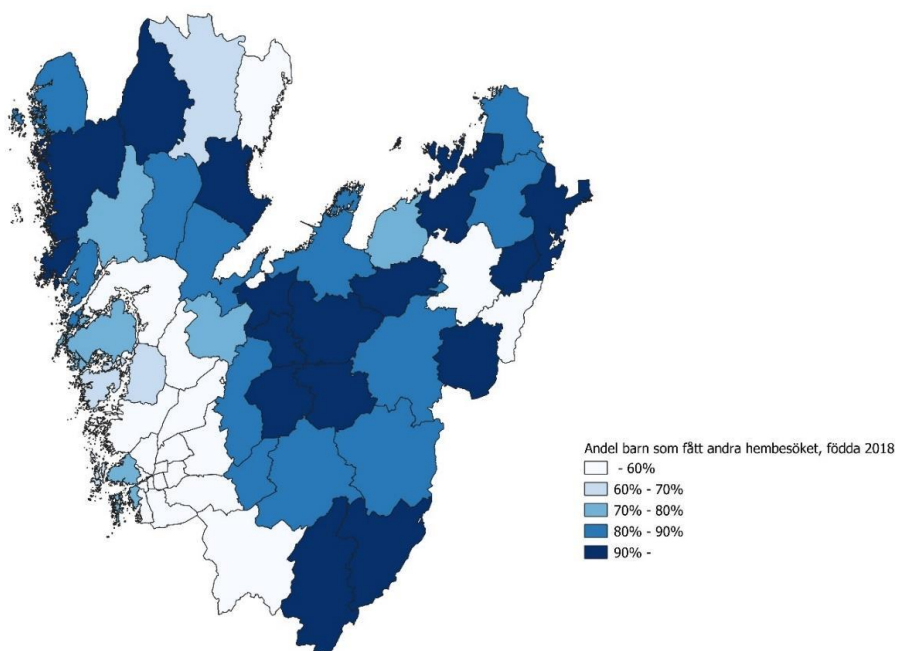 Andel barn som fått andra hembesöket, födda 2018
- 60%
60% - 70%
70% - 80%
80% - 90%
90% -